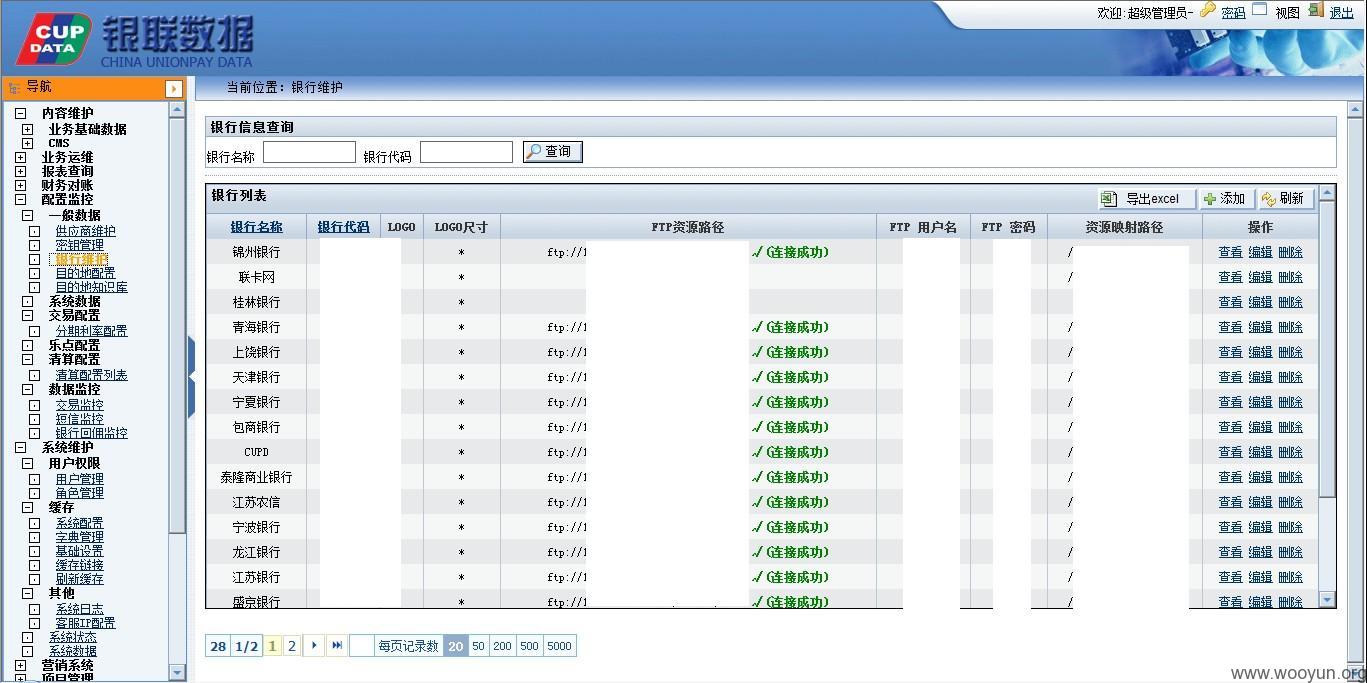 欢迎:超级管理员- 密码 视图 退出
CUP DATA 银联数据
CHINA UNIONPAY DATA
导航
当前位置：银行维护
内容维护
业务基础数据
CMS
业务运维
报表查询
财务对账
配置监控
一般数据
供应商维护
密钥管理
银行维护
目的地配置
目的地知识库
系统数据
交易配置
分期利率配置
乐点配置
清算配置
清算配置列表
数据监控
交易监控
短信监控
银行回佣监控
系统维护
用户权限
用户管理
角色管理
缓存
系统配置
字典管理
基础设置
缓存链接
刷新缓存
其他
系统日志
客服IP配置
系统状态
系统数据
营销系统
项目管理
银行信息查询
银行名称 银行代码 查询
银行列表 导出excel 添加 刷新
银行名称 银行代码 LOGO LOGO尺寸 FTP资源路径 FTP 用户名 FTP 密码 资源映射路径 操作
锦州银行 * ftp://1 ✓(连接成功) / 查看 编辑 删除
联卡网 * / 查看 编辑 删除
桂林银行 * 查看 编辑 删除
青海银行 * ftp://1 ✓(连接成功) / 查看 编辑 删除
上饶银行 * ftp://1 ✓(连接成功) / 查看 编辑 删除
天津银行 * ftp://1 ✓(连接成功) / 查看 编辑 删除
宁夏银行 * ftp://1 ✓(连接成功) / 查看 编辑 删除
包商银行 * ftp://1 ✓(连接成功) / 查看 编辑 删除
CUPD * ftp://1 ✓(连接成功) / 查看 编辑 删除
泰隆商业银行 * ftp://1 ✓(连接成功) / 查看 编辑 删除
江苏农信 * ftp://1 ✓(连接成功) / 查看 编辑 删除
宁波银行 * ftp://1 ✓(连接成功) / 查看 编辑 删除
龙江银行 * ftp://1 ✓(连接成功) / 查看 编辑 删除
江苏银行 * ftp://1 ✓(连接成功) / 查看 编辑 删除
盛京银行 * ftp://1 ✓(连接成功) / 查看 编辑 删除
28 1/2 1 2 每页记录数 20 50 200 500 5000
www.wooyun.org